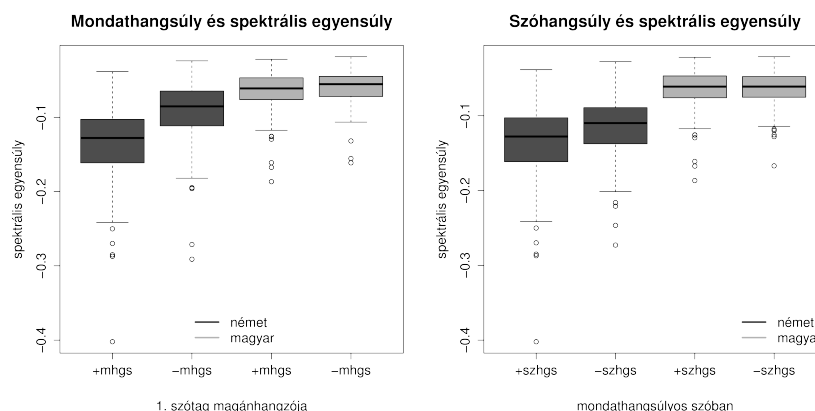 Mondathangsúly és spektrális egyensúly
spektrális egyensúly
−0.1
−0.2
−0.3
−0.4
német
magyar
+mhgs −mhgs +mhgs −mhgs
1. szótag magánhangzója
Szóhangsúly és spektrális egyensúly
spektrális egyensúly
−0.1
−0.2
−0.3
−0.4
német
magya
+szhgs −szhgs +szhgs −szhgs
mondathangsúlyos szóban